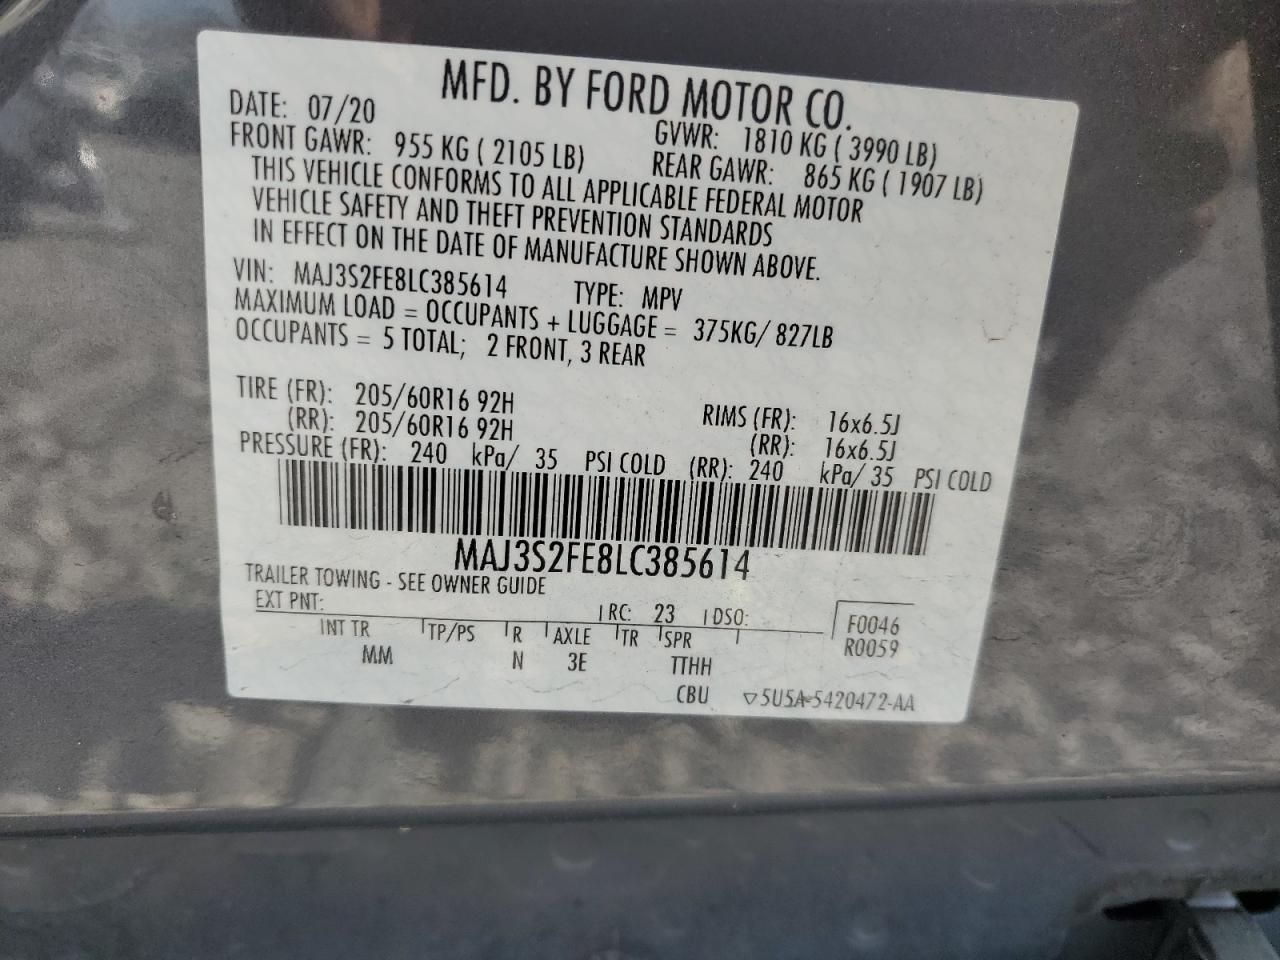 MFD. BY FORD MOTOR CO.
DATE: 07/20 GVWR: 1810 KG ( 3990 LB)
FRONT GAWR: 955 KG ( 2105 LB) REAR GAWR: 865 KG ( 1907 LB)
THIS VEHICLE CONFORMS TO ALL APPLICABLE FEDERAL MOTOR
VEHICLE SAFETY AND THEFT PREVENTION STANDARDS
IN EFFECT ON THE DATE OF MANUFACTURE SHOWN ABOVE.
VIN: MAJ3S2FE8LC385614 TYPE: MPV
MAXIMUM LOAD = OCCUPANTS + LUGGAGE = 375KG/ 827LB
OCCUPANTS = 5 TOTAL; 2 FRONT, 3 REAR
TIRE (FR): 205/60R16 92H RIMS (FR): 16x6.5J
(RR): 205/60R16 92H (RR): 16x6.5J
PRESSURE (FR): 240 kPa/ 35 PSI COLD (RR): 240 kPa/ 35 PSI COLD
MAJ3S2FE8LC385614
TRAILER TOWING - SEE OWNER GUIDE
EXT PNT: RC: 23 DSO: F0046
INT TR TP/PS R AXLE TR SPR R0059
MM N 3E TTHH
CBU ▽5U5A-5420472-AA